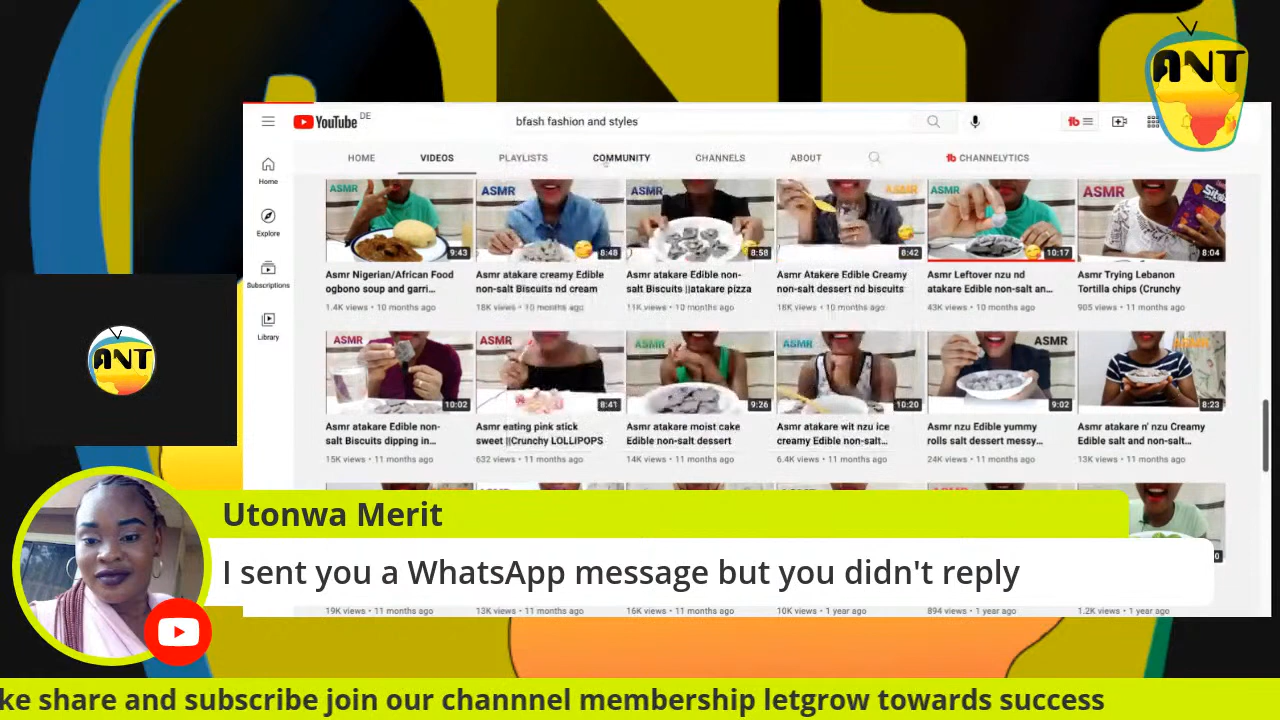 ANT
YouTube DE
bfash fashion and styles
HOME VIDEOS PLAYLISTS COMMUNITY CHANNELS ABOUT CHANNELYTICS
Home
Explore
Subscriptions
Library
ASMR ASMR ASMR ASMR ASMR ASMR
9:43 8:48 8:58 8:42 10:17 8:04
Asmr Nigerian/African Food
ogbono soup and garri...
1.4K views • 10 months ago
Asmr atakare creamy Edible
non-salt Biscuits nd cream
18K views • 10 months ago
Asmr atakare Edible non-
salt Biscuits ||atakare pizza
11K views • 10 months ago
Asmr Atakere Edible Creamy
non-salt dessert nd biscuits
18K views • 10 months ago
Asmr Leftover nzu nd
atakare Edible non-salt an...
43K views • 10 months ago
Asmr Trying Lebanon
Tortilla chips (Crunchy
905 views • 11 months ago
ASMR ASMR ASMR ASMR ASMR
10:02 8:41 9:26 10:20 9:02 8:23
Asmr atakare Edible non-
salt Biscuits dipping in...
15K views • 11 months ago
Asmr eating pink stick
sweet ||Crunchy LOLLIPOPS
632 views • 11 months ago
Asmr atakare moist cake
Edible non-salt dessert
14K views • 11 months ago
Asmr atakare wit nzu ice
creamy Edible non-salt...
6.4K views • 11 months ago
Asmr nzu Edible yummy
rolls salt dessert messy...
24K views • 11 months ago
Asmr atakare n' nzu Creamy
Edible salt and non-salt...
13K views • 11 months ago
ANT
Utonwa Merit
I sent you a WhatsApp message but you didn't reply
19K views • 11 months ago
13K views • 11 months ago
16K views • 11 months ago
10K views • 1 year ago
894 views • 1 year ago
1.2K views • 1 year ago
ke share and subscribe join our channnel membership letgrow towards success